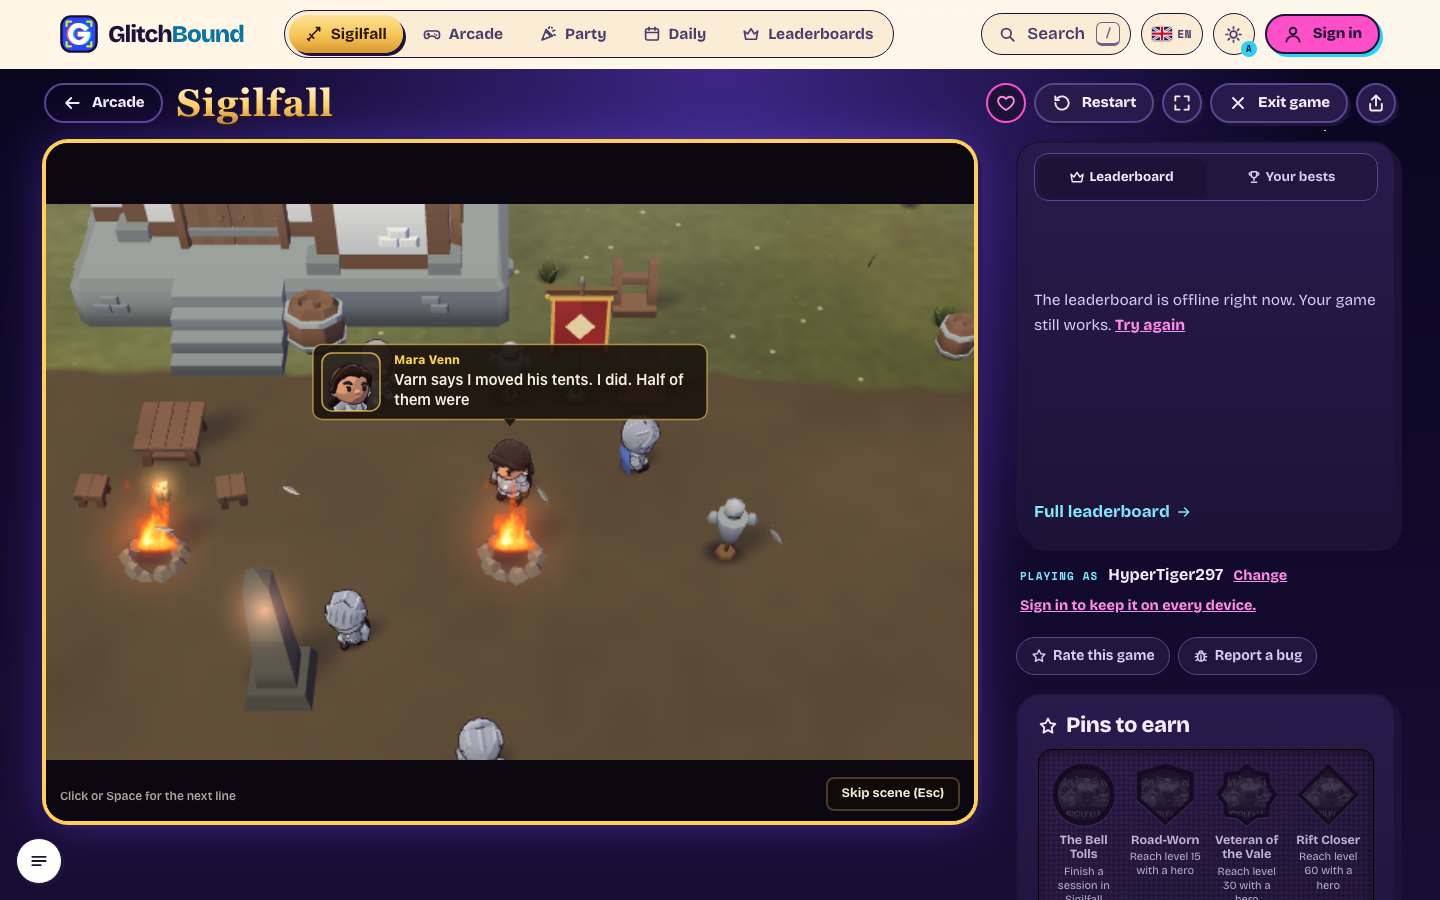 GlitchBound
Sigilfall
Arcade
Party
Daily
Leaderboards
Search /
EN
A
Sign in
Arcade
Sigilfall
Restart
Exit game
Leaderboard
Your bests
The leaderboard is offline right now. Your game
still works. Try again
Full leaderboard →
Mara Venn
Varn says I moved his tents. I did. Half of
them were
Click or Space for the next line
Skip scene (Esc)
PLAYING AS HyperTiger297 Change
Sign in to keep it on every device.
Rate this game
Report a bug
Pins to earn
The Bell
Tolls
Finish a
session in
Sigilfall
Road-Worn
Reach level 15
with a hero
Veteran of
the Vale
Reach level
30 with a
hero
Rift Closer
Reach level
60 with a
hero